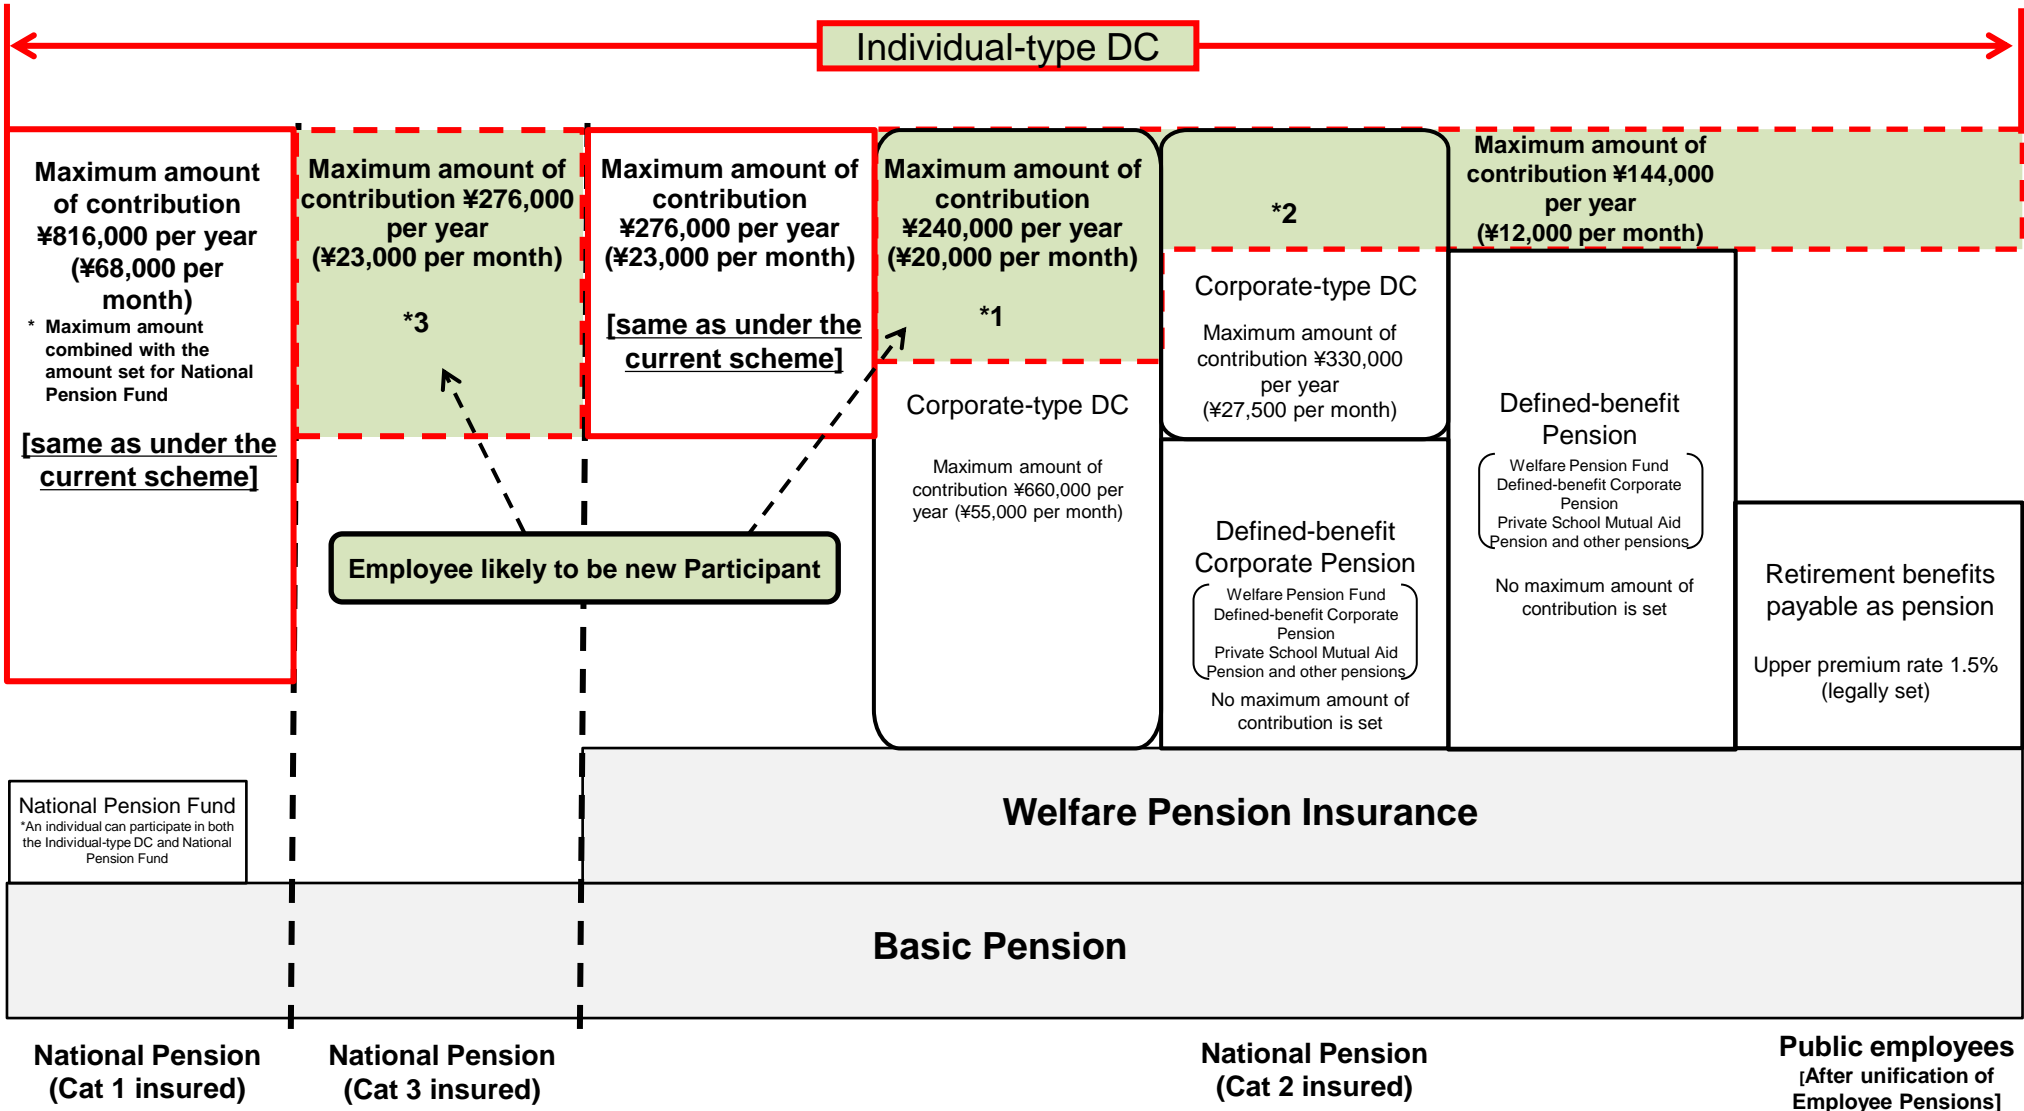 Individual-type DC
Maximum amount
of contribution
¥816,000 per year
(¥68,000 per
month)
* Maximum amount
combined with the
amount set for National
Pension Fund
[same as under the
current scheme]
Maximum amount of
contribution ¥276,000
per year
(¥23,000 per month)
*3
Maximum amount of
contribution
¥276,000 per year
(¥23,000 per month)
[same as under the
current scheme]
Maximum amount of
contribution
¥240,000 per year
(¥20,000 per month)
*1
Corporate-type DC
Maximum amount of
contribution ¥660,000 per
year (¥55,000 per month)
*2
Corporate-type DC
Maximum amount of
contribution ¥330,000
per year
(¥27,500 per month)
Defined-benefit
Corporate Pension
Welfare Pension Fund
Defined-benefit Corporate
Pension
Private School Mutual Aid
Pension and other pensions
No maximum amount of
contribution is set
Maximum amount of
contribution ¥144,000
per year
(¥12,000 per month)
Defined-benefit
Pension
Welfare Pension Fund
Defined-benefit Corporate
Pension
Private School Mutual Aid
Pension and other pensions
No maximum amount of
contribution is set
Retirement benefits
payable as pension
Upper premium rate 1.5%
(legally set)
Employee likely to be new Participant
National Pension Fund
*An individual can participate in both
the Individual-type DC and National
Pension Fund
Welfare Pension Insurance
Basic Pension
National Pension
(Cat 1 insured)
National Pension
(Cat 3 insured)
National Pension
(Cat 2 insured)
Public employees
[After unification of
Employee Pensions]